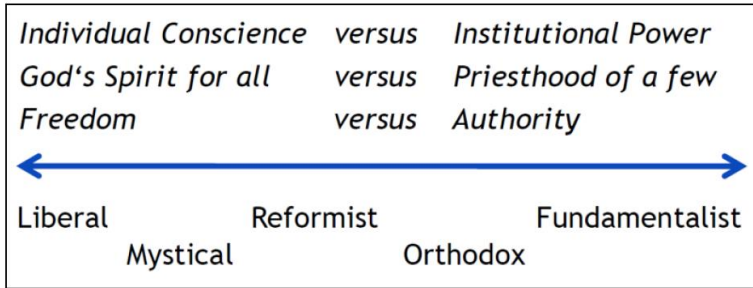 Individual Conscience versus Institutional Power
God‘s Spirit for all versus Priesthood of a few
Freedom versus Authority
Liberal Reformist Fundamentalist
Mystical Orthodox